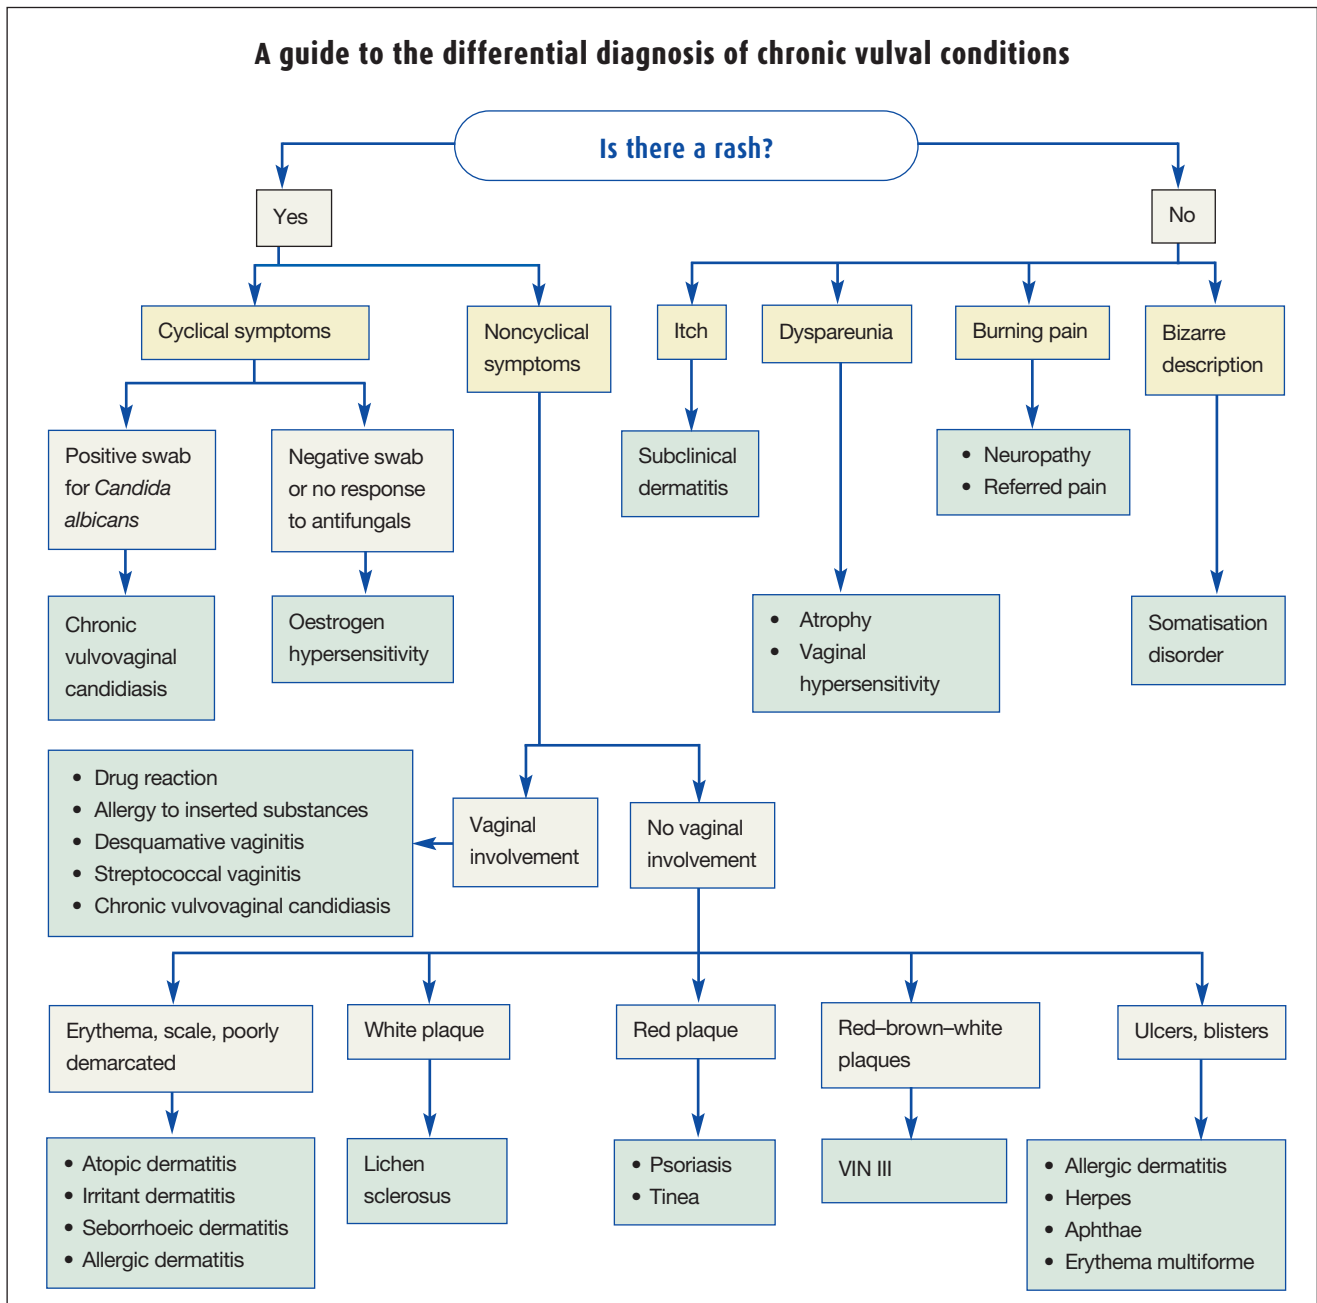 A guide to the differential diagnosis of chronic vulval conditions
Is there a rash?
Yes
No
Cyclical symptoms
Noncyclical
symptoms
Itch
Dyspareunia
Burning pain
Bizarre
description
Positive swab
for Candida
albicans
Negative swab
or no response
to antifungals
Subclinical
dermatitis
• Neuropathy
• Referred pain
Chronic
vulvovaginal
candidiasis
Oestrogen
hypersensitivity
• Atrophy
• Vaginal
hypersensitivity
Somatisation
disorder
• Drug reaction
• Allergy to inserted substances
• Desquamative vaginitis
• Streptococcal vaginitis
• Chronic vulvovaginal candidiasis
Vaginal
involvement
No vaginal
involvement
Erythema, scale, poorly
demarcated
White plaque
Red plaque
Red–brown–white
plaques
Ulcers, blisters
• Atopic dermatitis
• Irritant dermatitis
• Seborrhoeic dermatitis
• Allergic dermatitis
Lichen
sclerosus
• Psoriasis
• Tinea
VIN III
• Allergic dermatitis
• Herpes
• Aphthae
• Erythema multiforme